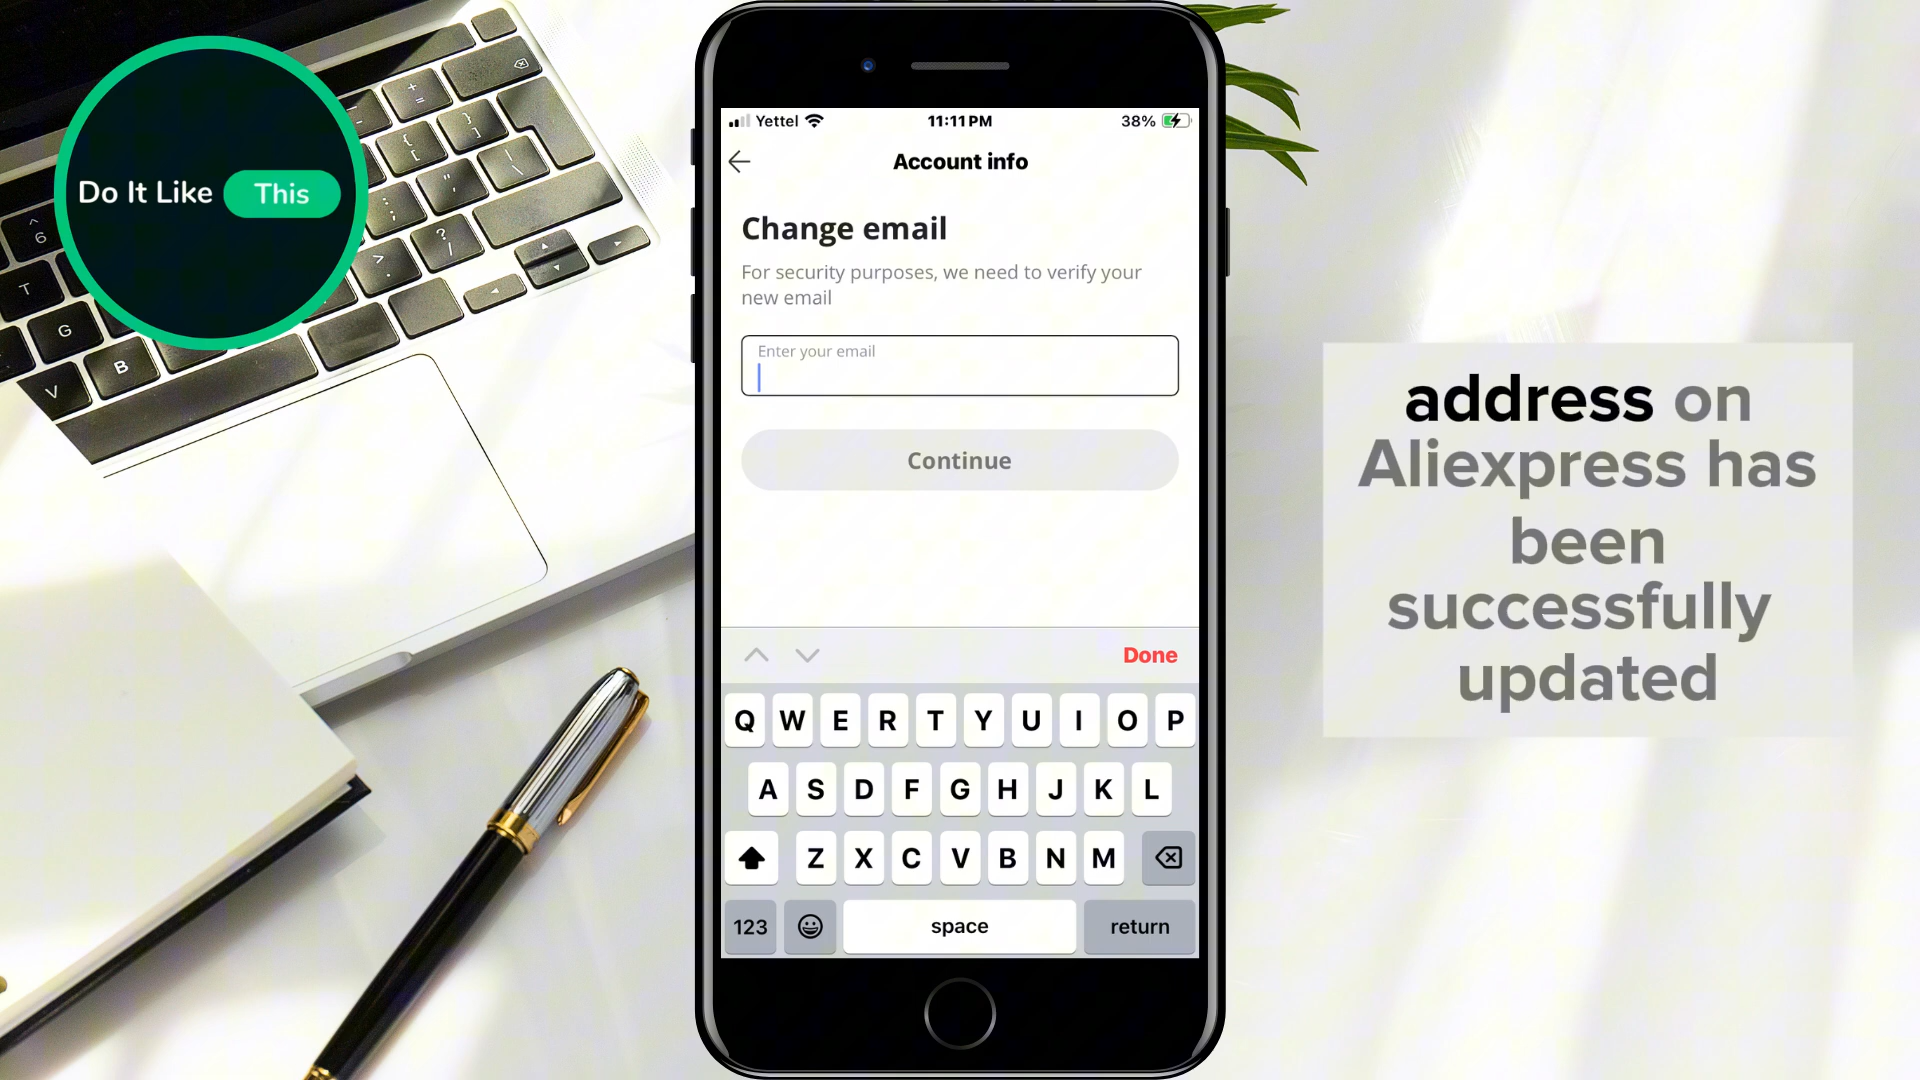 Do It Like This
Yettel 11:11 PM 38%
Account info
Change email
For security purposes, we need to verify your
new email
Enter your email
Continue
Done
Q W E R T Y U I O P
A S D F G H J K L
Z X C V B N M
123 space return
address on
Aliexpress has
been
successfully
updated
6
T
G
V
B
+
=
}
]
{
[
|
\
"
'
:
;
?
/
>
.